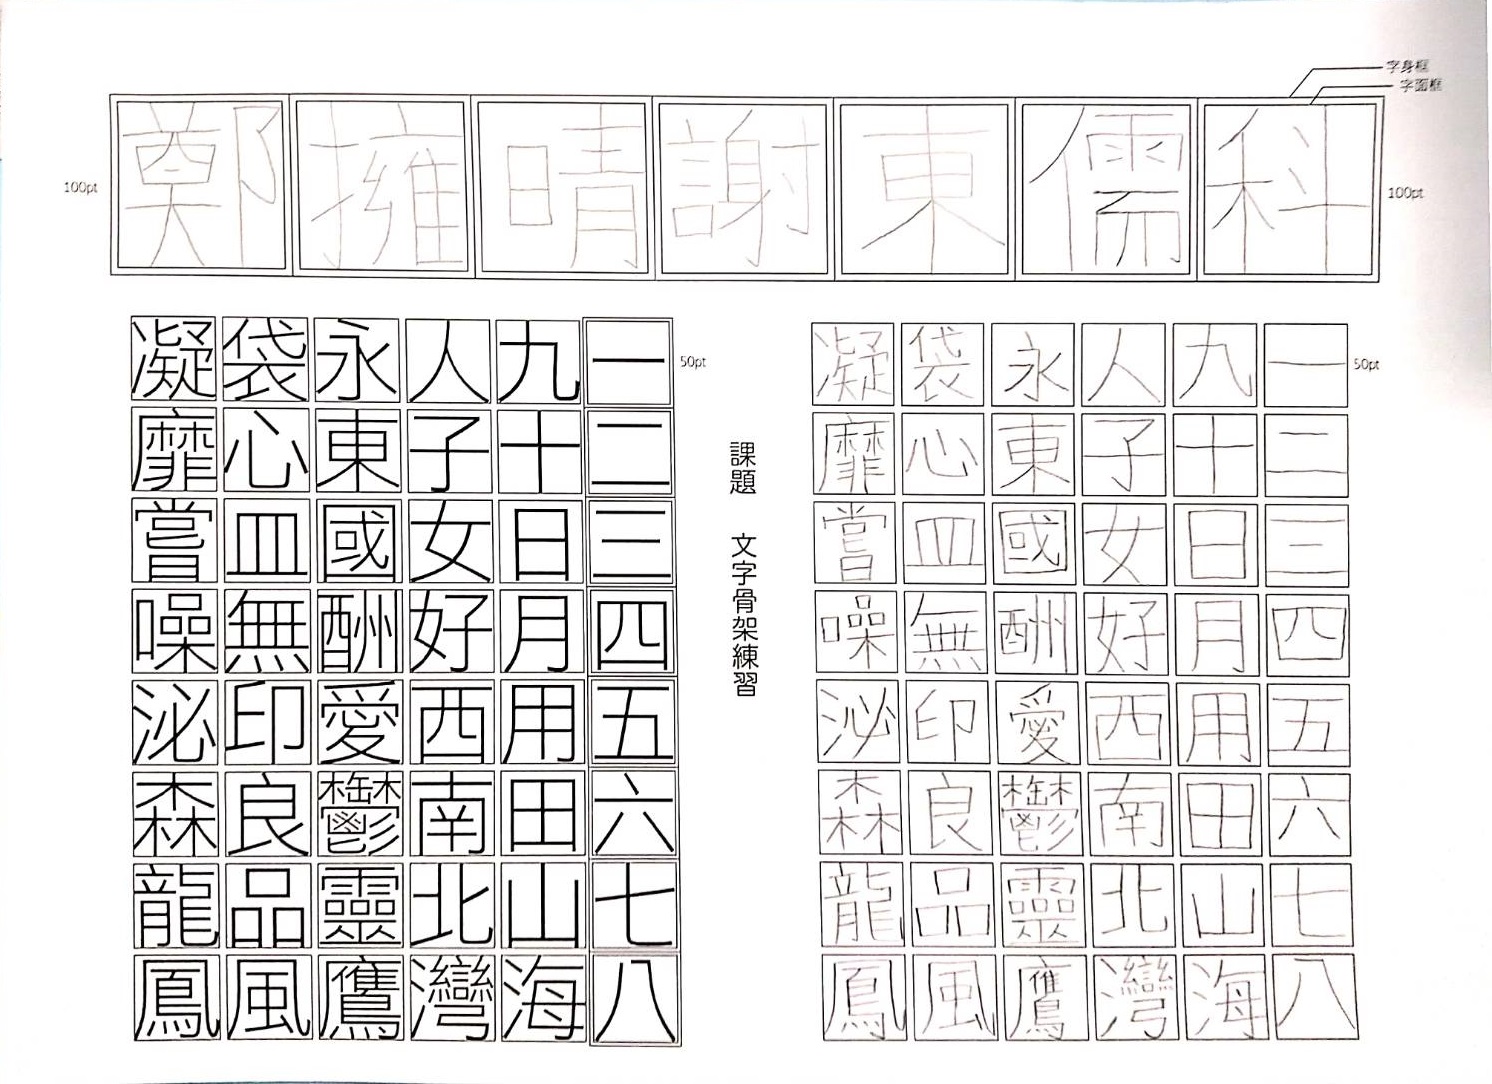 字身框
字面框
鄭擁晴謝東儒科
100pt
100pt
一二三四五六七八
九十日月用田山海
人子女好西南北灣
永東國酬愛鬱靈鷹
袋心皿無印良品風
凝靡嘗噪泌森龍鳳
50pt
課題 文字骨架練習
一二三四五六七八
九十日月用田山海
人子女好西南北灣
永東國酬愛鬱靈鷹
袋心皿無印良品風
凝靡嘗噪泌森龍鳳
50pt